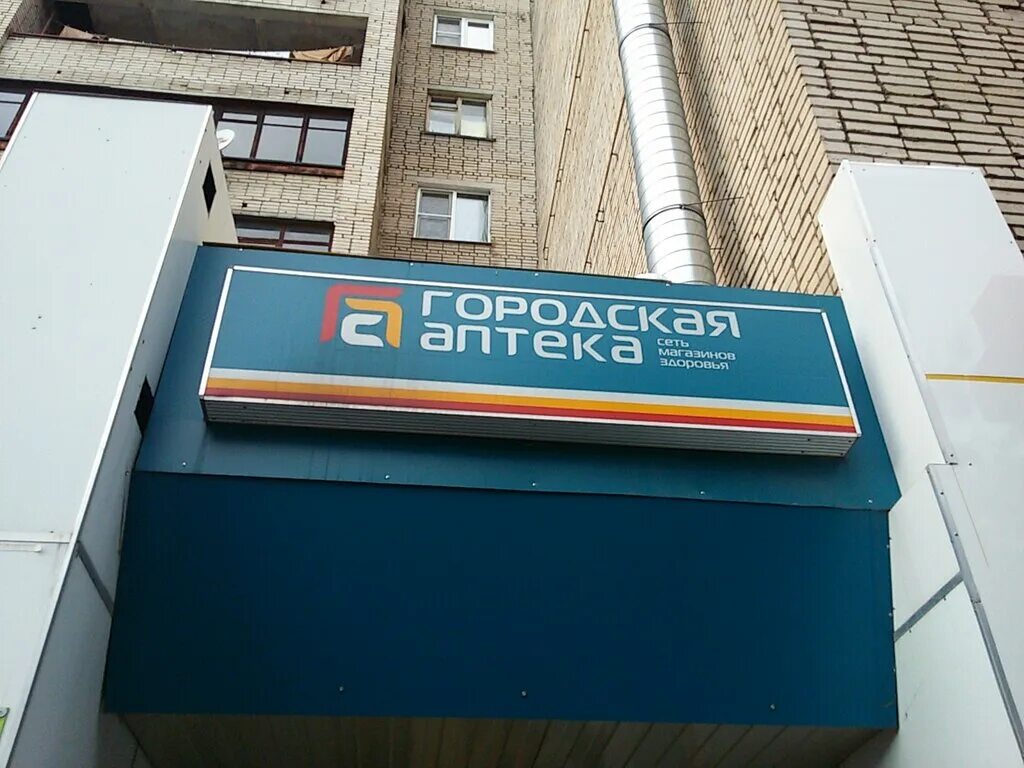 ГОРОДСКАЯ
аптека
сеть
магазинов
здоровья